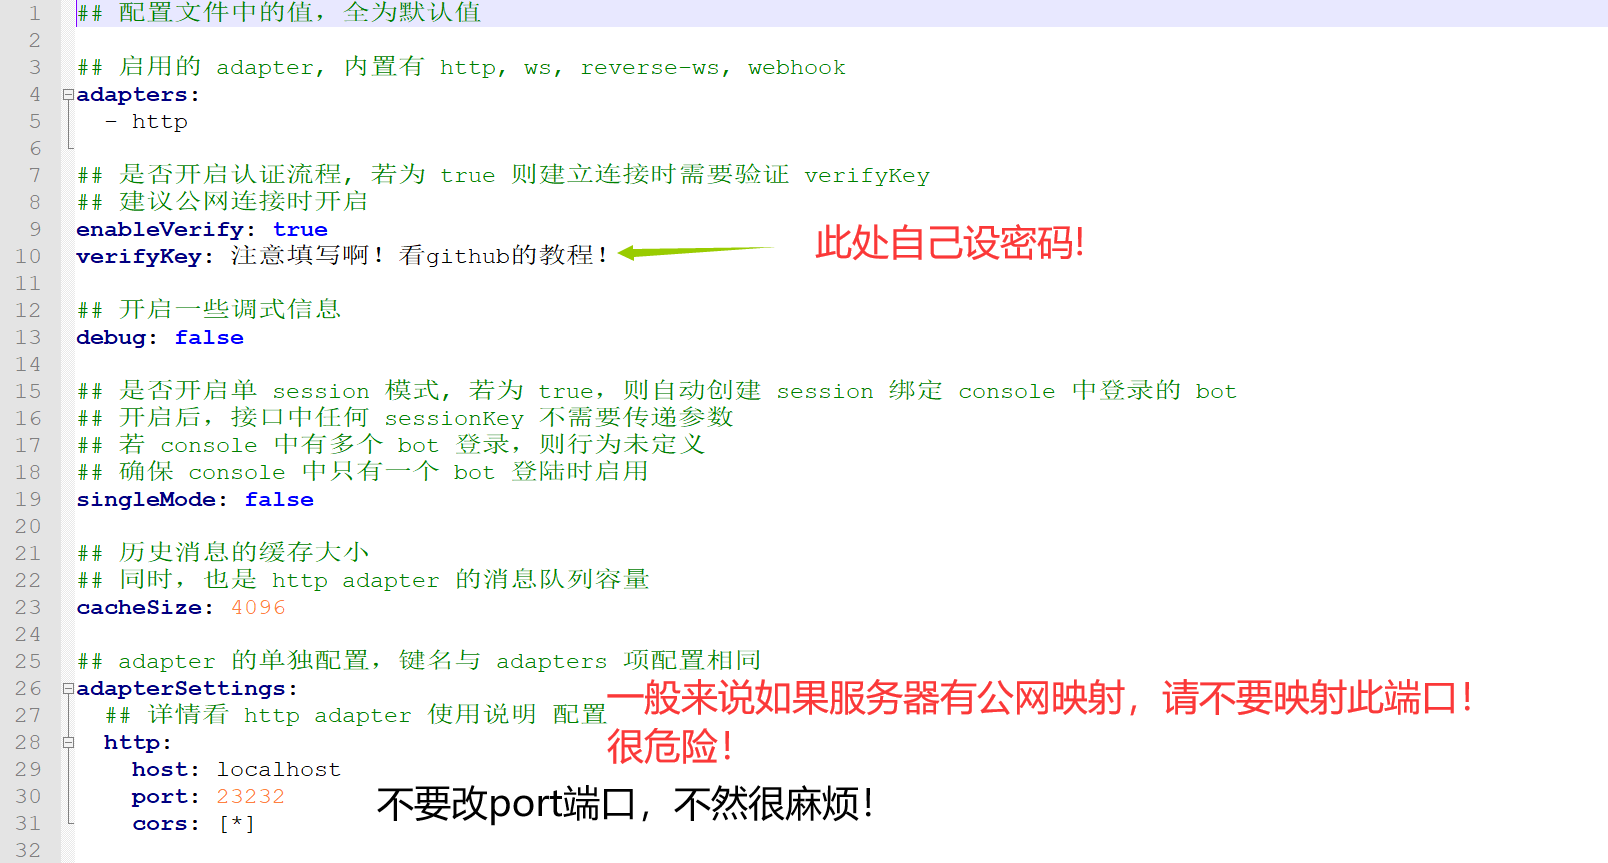 1 ## 配置文件中的值，全为默认值
2
3 ## 启用的 adapter, 内置有 http, ws, reverse-ws, webhook
4 adapters:
5 - http
6
7 ## 是否开启认证流程, 若为 true 则建立连接时需要验证 verifyKey
8 ## 建议公网连接时开启
9 enableVerify: true
10 verifyKey: 注意填写啊！看github的教程！ 此处自己设密码!
11
12 ## 开启一些调式信息
13 debug: false
14
15 ## 是否开启单 session 模式, 若为 true，则自动创建 session 绑定 console 中登录的 bot
16 ## 开启后，接口中任何 sessionKey 不需要传递参数
17 ## 若 console 中有多个 bot 登录，则行为未定义
18 ## 确保 console 中只有一个 bot 登陆时启用
19 singleMode: false
20
21 ## 历史消息的缓存大小
22 ## 同时，也是 http adapter 的消息队列容量
23 cacheSize: 4096
24
25 ## adapter 的单独配置，键名与 adapters 项配置相同
26 adapterSettings: 一般来说如果服务器有公网映射，请不要映射此端口！
27 ## 详情看 http adapter 使用说明 配置
很危险！
28 http:
29 host: localhost
30 port: 23232 不要改port端口，不然很麻烦！
31 cors: [*]
32